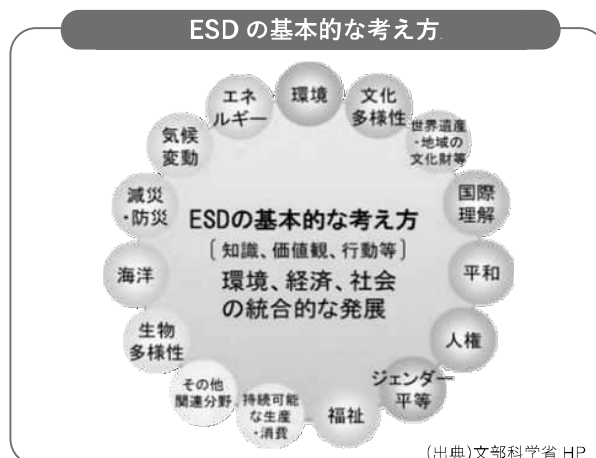 ESDの基本的な考え方
環境
文化
多様性
世界遺産
・地域の
文化財等
国際
理解
平和
人権
ジェンダー
平等
福祉
持続可能
な生産
・消費
その他
関連分野
生物
多様性
海洋
減災
・防災
気候
変動
エネ
ルギー
ESDの基本的な考え方
[知識、価値観、行動等]
環境、経済、社会
の統合的な発展
(出典)文部科学省 HP